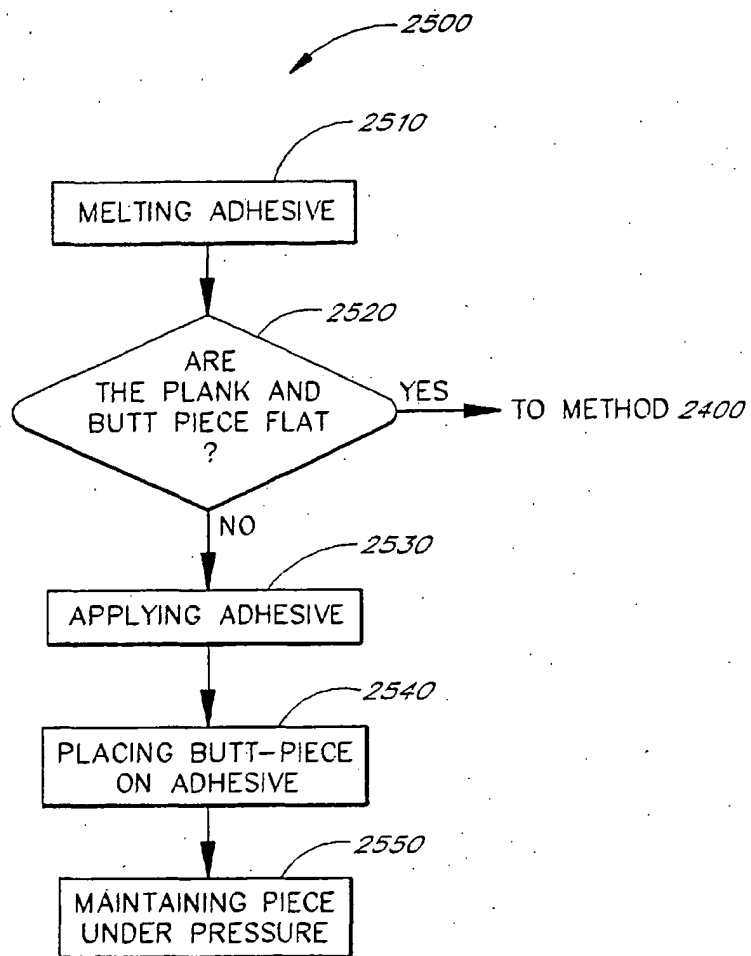 2500
2510
MELTING ADHESIVE
2520
ARE
THE PLANK AND
BUTT PIECE FLAT
?
YES
TO METHOD 2400
NO
2530
APPLYING ADHESIVE
2540
PLACING BUTT-PIECE
ON ADHESIVE
2550
MAINTAINING PIECE
UNDER PRESSURE